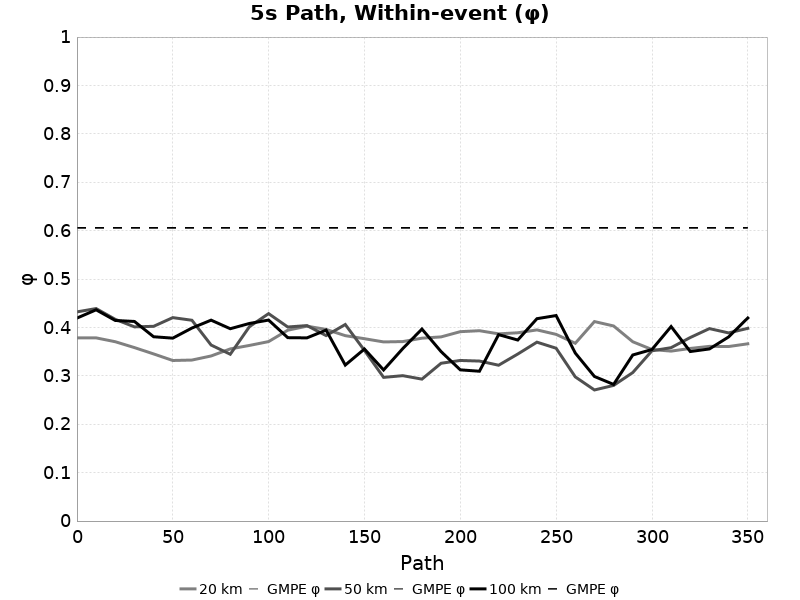 5s Path, Within-event (φ)
1
0.9
0.8
0.7
0.6
0.5
0.4
0.3
0.2
0.1
0
φ
0 50 100 150 200 250 300 350
Path
20 km GMPE φ 50 km GMPE φ 100 km GMPE φ